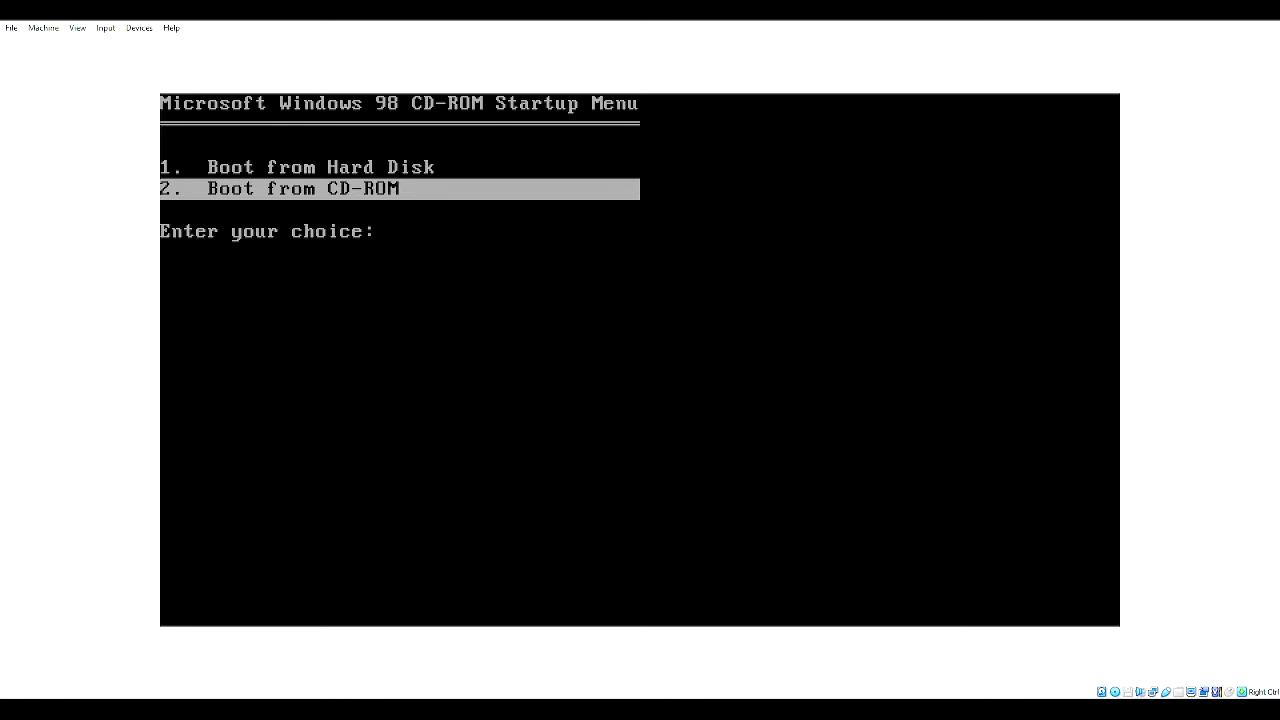 File Machine View Input Devices Help
Microsoft Windows 98 CD-ROM Startup Menu
1. Boot from Hard Disk
2. Boot from CD-ROM
Enter your choice:
Right Ctrl